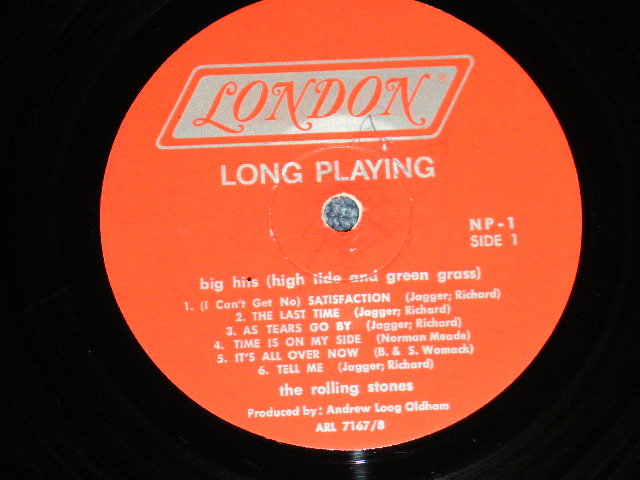 LONDON®
LONG PLAYING
NP-1
SIDE 1
big hits (high tide and green grass)
1. (I Can't Get No) SATISFACTION (Jagger; Richard)
2. THE LAST TIME (Jagger; Richard)
3. AS TEARS GO BY (Jagger; Richard)
4. TIME IS ON MY SIDE (Norman Meade)
5. IT'S ALL OVER NOW (B. & S. Womack)
6. TELL ME (Jagger; Richard)
the rolling stones
Produced by: Andrew Loog Oldham
ARL 7167/8